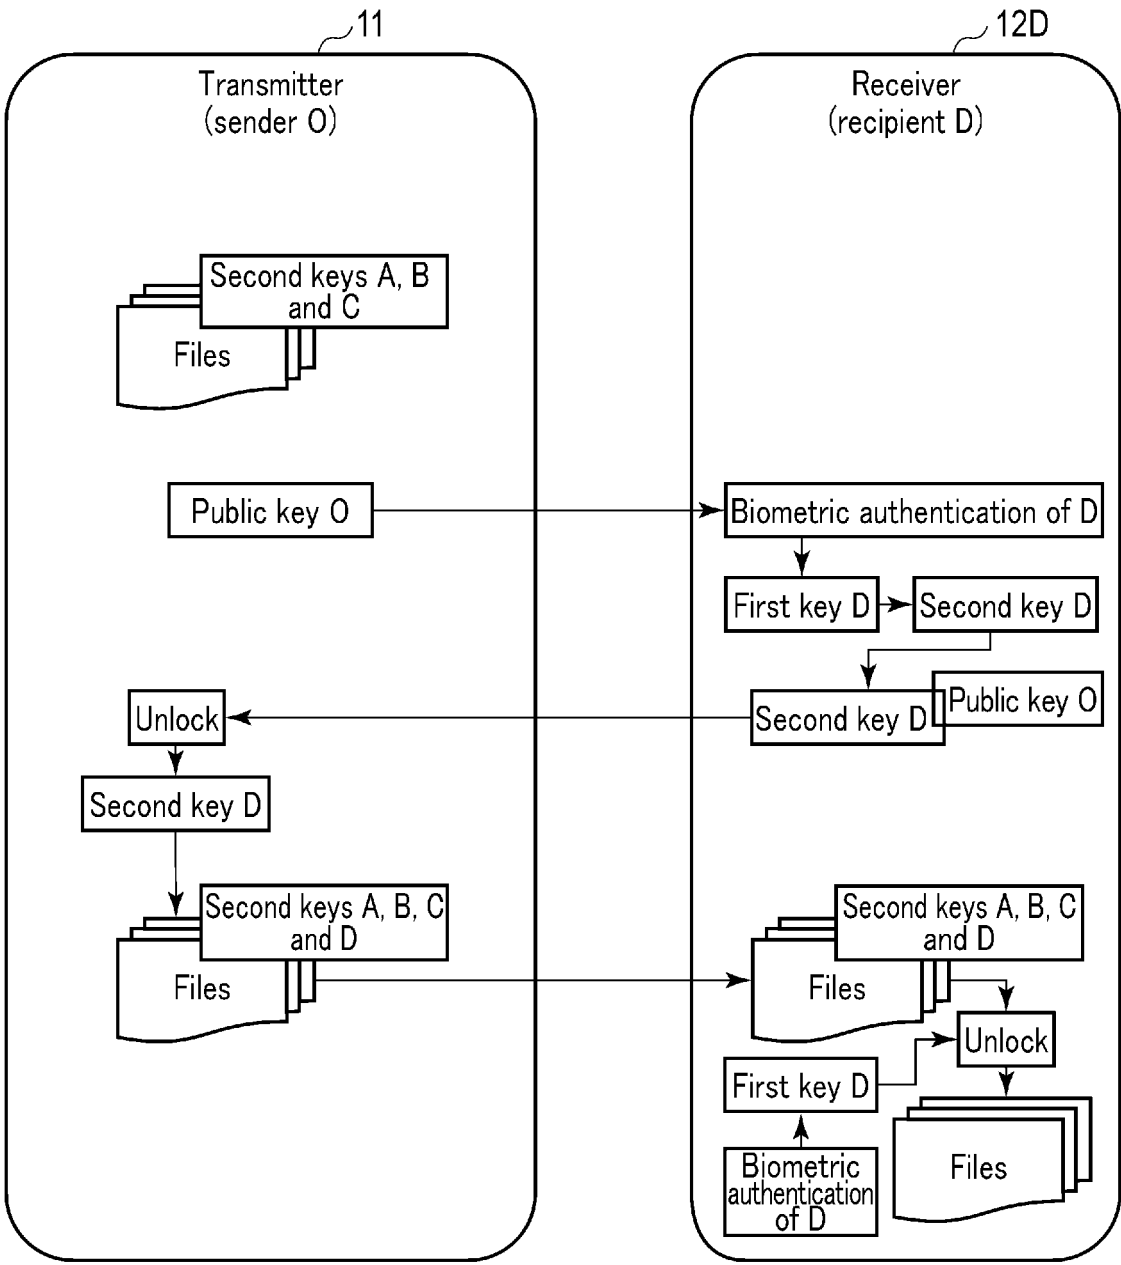 11
12D
Transmitter
(sender O)
Receiver
(recipient D)
Second keys A, B
and C
Files
Public key O
Biometric authentication of D
First key D
Second key D
Public key O
Second key D
Unlock
Second key D
Second keys A, B, C
and D
Files
Second keys A, B, C
and D
Files
Unlock
First key D
Biometric
authentication
of D
Files